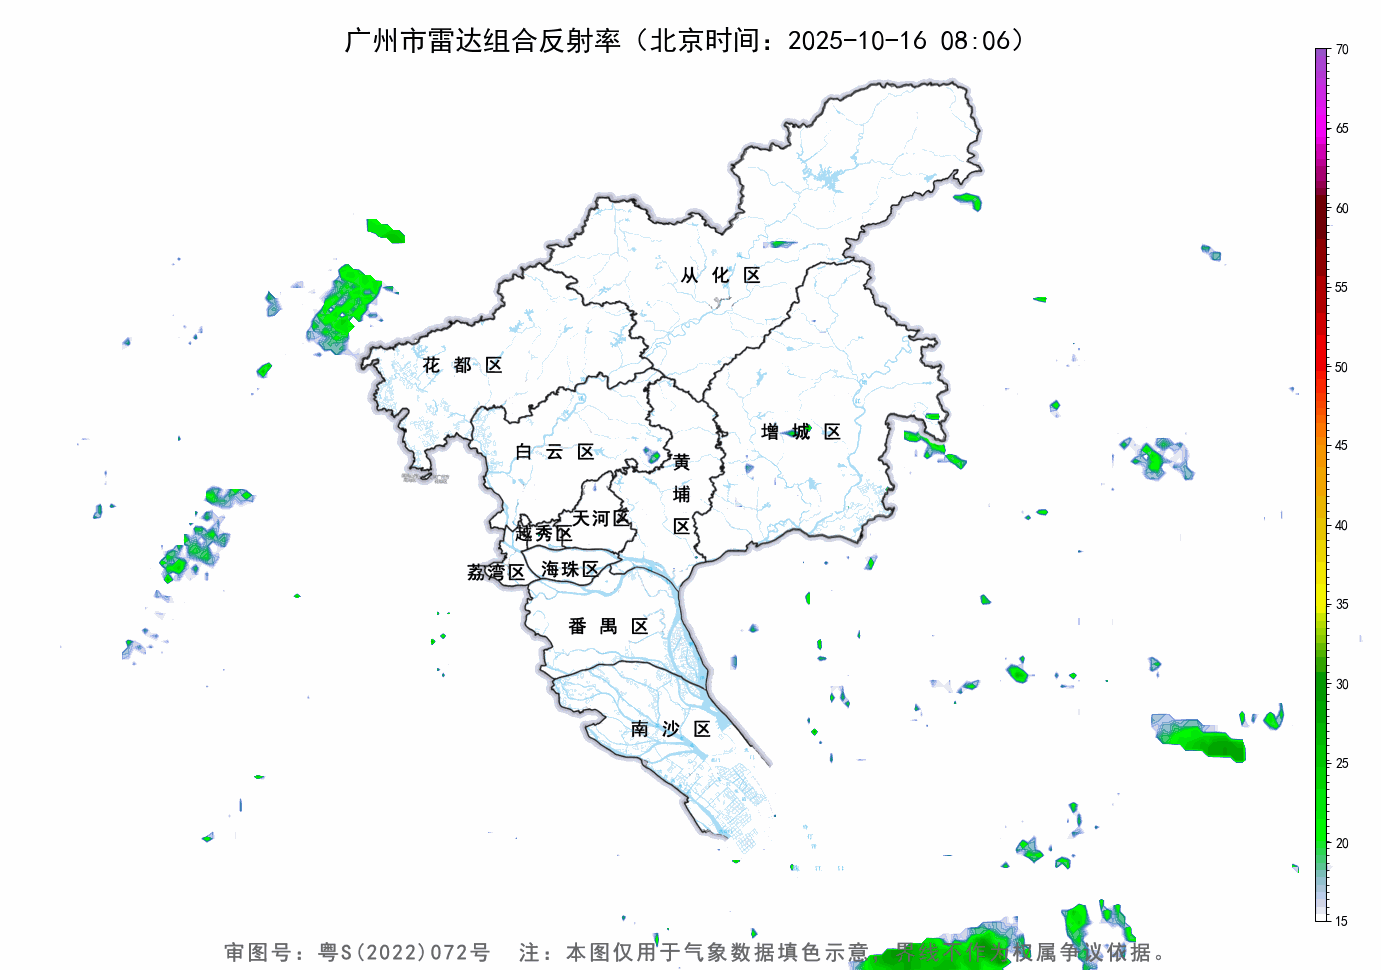 广州市雷达组合反射率（北京时间：2025-10-16 08:06）
70
65
60
55
50
45
40
35
30
25
20
15
从化区
花都区
增城区
白云区
黄埔区
天河区
越秀区
荔湾区
海珠区
番禺区
南沙区
审图号：粤S(2022)072号 注：本图仅用于气象数据填色示意，界线不作为权属争议依据。